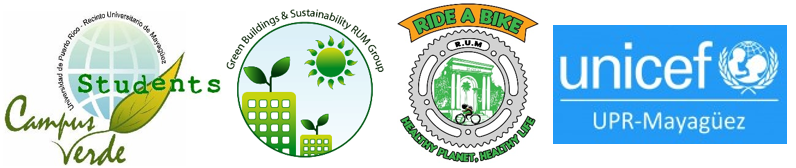 Universidad de Puerto Rico - Recinto Universitario de Mayagüez
Students
Campus
Verde
Green Buildings & Sustainability RUM Group
RIDE A BIKE
R.U.M
HEALTHY PLANET, HEALTHY LIFE
unicef
UPR-Mayagüez